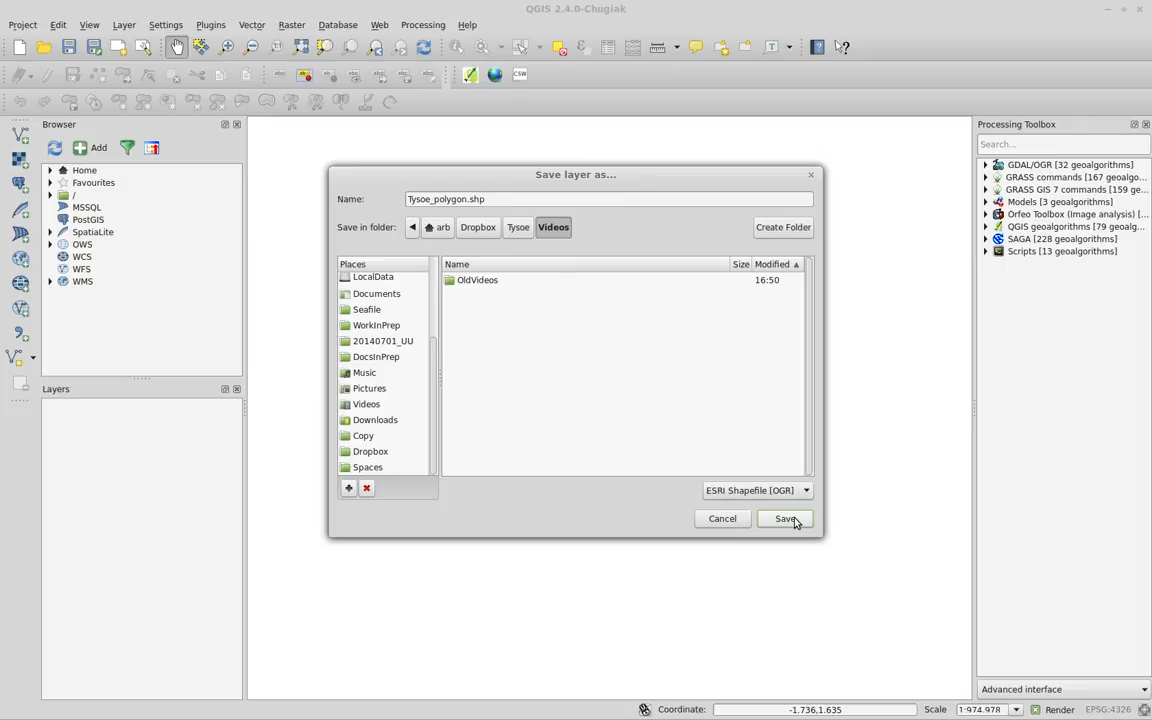 QGIS 2.4.0-Chugiak
Project Edit View Layer Settings Plugins Vector Raster Database Web Processing Help
CSW
Browser
Add
Home
Favourites
/
MSSQL
PostGIS
SpatiaLite
OWS
WCS
WFS
WMS
Layers
Save layer as...
Name: Tysoe_polygon.shp
Save in folder: arb Dropbox Tysoe Videos Create Folder
Places
LocalData
Documents
Seafile
WorkInPrep
20140701_UU
DocsInPrep
Music
Pictures
Videos
Downloads
Copy
Dropbox
Spaces
Name Size Modified
OldVideos 16:50
ESRI Shapefile [OGR]
Cancel Save
Processing Toolbox
Search...
GDAL/OGR [32 geoalgorithms]
GRASS commands [167 geoalgo...
GRASS GIS 7 commands [159 ge...
Models [3 geoalgorithms]
Orfeo Toolbox (Image analysis) [...
QGIS geoalgorithms [79 geoalg...
SAGA [228 geoalgorithms]
Scripts [13 geoalgorithms]
Advanced interface
Coordinate: -1.736,1.635 Scale 1:974,978 Render EPSG:4326